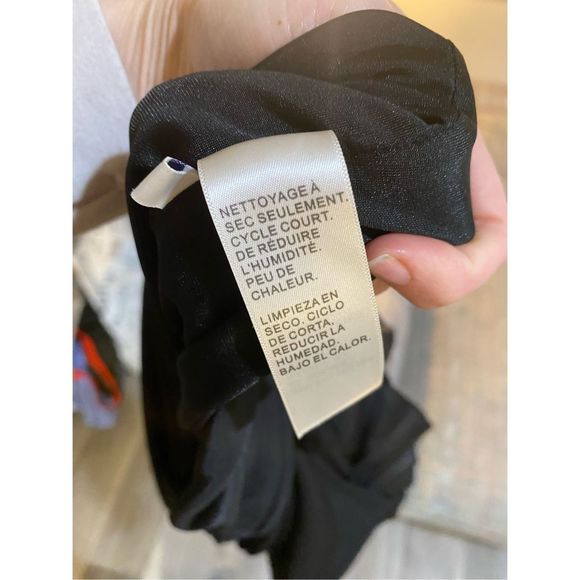 NETTOYAGE À
SEC SEULEMENT.
CYCLE COURT.
DE RÉDUIRE
L'HUMIDITÉ.
PEU DE
CHALEUR.
LIMPIEZA EN
SECO. CICLO
DE CORTA,
REDUCIR LA
HUMEDAD.
BAJO EL CALOR.